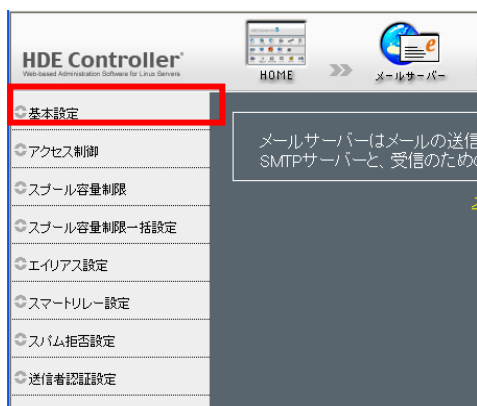 HDE Controller
Web-based Administration Software for Linux Servers
HOME
メールサーバー
基本設定
アクセス制御
スプール容量制限
スプール容量制限一括設定
エイリアス設定
スマートリレー設定
スパム拒否設定
送信者認証設定
メールサーバーはメールの送信
SMTPサーバーと、受信のための